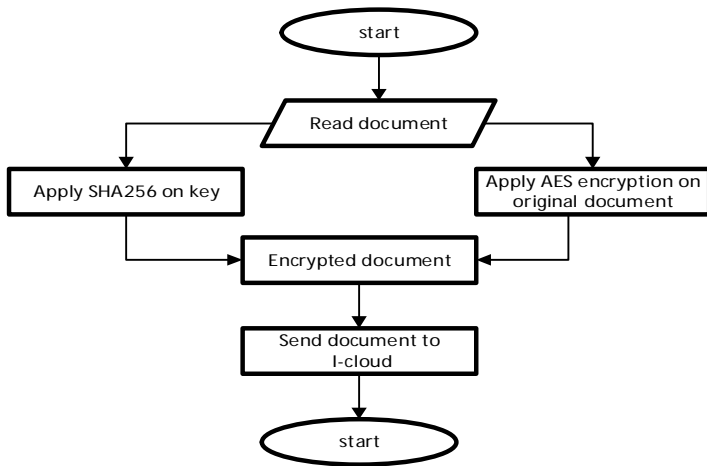 start
Read document
Apply SHA256 on key
Apply AES encryption on
original document
Encrypted document
Send document to
I-cloud
start